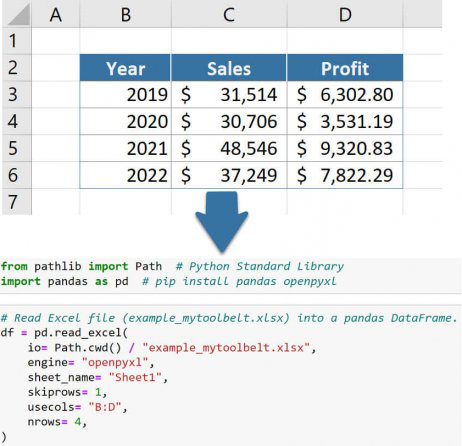 A B C D
1
2 Year Sales Profit
3 2019 $ 31,514 $ 6,302.80
4 2020 $ 30,706 $ 3,531.19
5 2021 $ 48,546 $ 9,320.83
6 2022 $ 37,249 $ 7,822.29
7
from pathlib import Path  # Python Standard Library
import pandas as pd  # pip install pandas openpyxl
# Read Excel file (example_mytoolbelt.xlsx) into a pandas DataFrame.
df = pd.read_excel(
    io= Path.cwd() / "example_mytoolbelt.xlsx",
    engine= "openpyxl",
    sheet_name= "Sheet1",
    skiprows= 1,
    usecols= "B:D",
    nrows= 4,
)